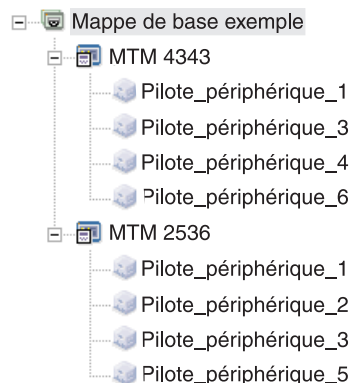 Mappe de base exemple
MTM 4343
Pilote_périphérique_1
Pilote_périphérique_3
Pilote_périphérique_4
Pilote_périphérique_6
MTM 2536
Pilote_périphérique_1
Pilote_périphérique_2
Pilote_périphérique_3
Pilote_périphérique_5